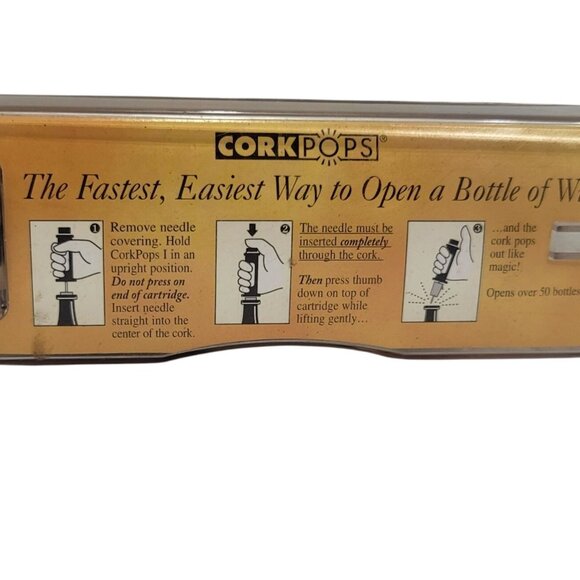 CORKPOPS®
The Fastest, Easiest Way to Open a Bottle of
1
Remove needle
covering. Hold
CorkPops I in an
upright position.
Do not press on
end of cartridge.
Insert needle
straight into the
center of the cork.
2
The needle must be
inserted completely
through the cork.
Then press thumb
down on top of
cartridge while
lifting gently...
3
...and the
cork pops
out like
magic!
Opens over 50 bottles